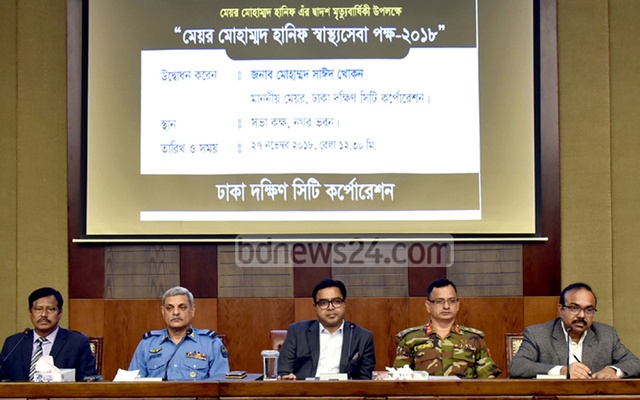 মেয়র মোহাম্মদ হানিফ এঁর দ্বাদশ মৃত্যুবার্ষিকী উপলক্ষে
“মেয়র মোহাম্মদ হানিফ স্বাস্থ্যসেবা পক্ষ-২০১৮”
উদ্বোধন করেন : জনাব মোহাম্মদ সাঈদ খোকন
মাননীয় মেয়র, ঢাকা দক্ষিণ সিটি কর্পোরেশন।
স্থান : সভা কক্ষ, নগর ভবন।
তারিখ ও সময় : ২৭ নভেম্বর ২০১৮, বেলা ১২.৩০ মি.
ঢাকা দক্ষিণ সিটি কর্পোরেশন
bdnews24.com